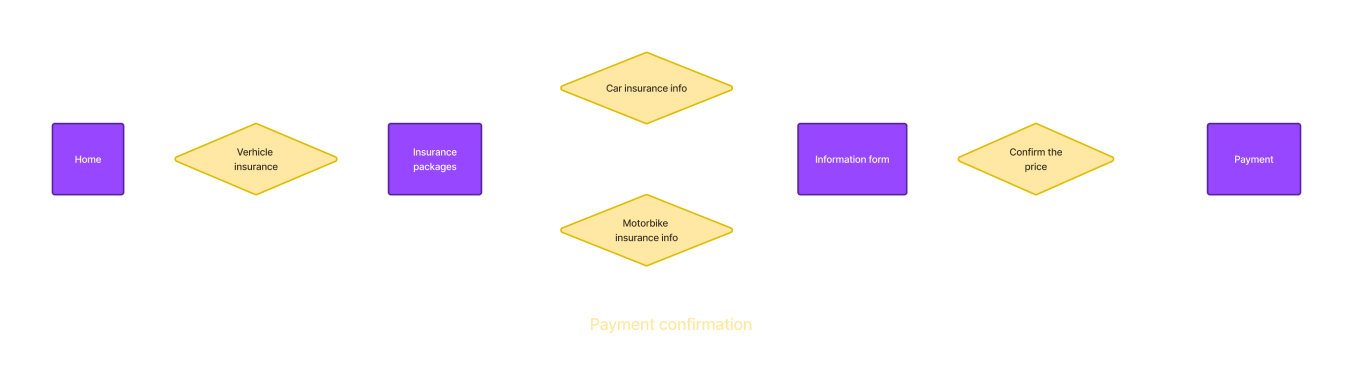 Home
Verhicle
insurance
Insurance
packages
Car insurance info
Motorbike
insurance info
Information form
Confirm the
price
Payment
Payment confirmation